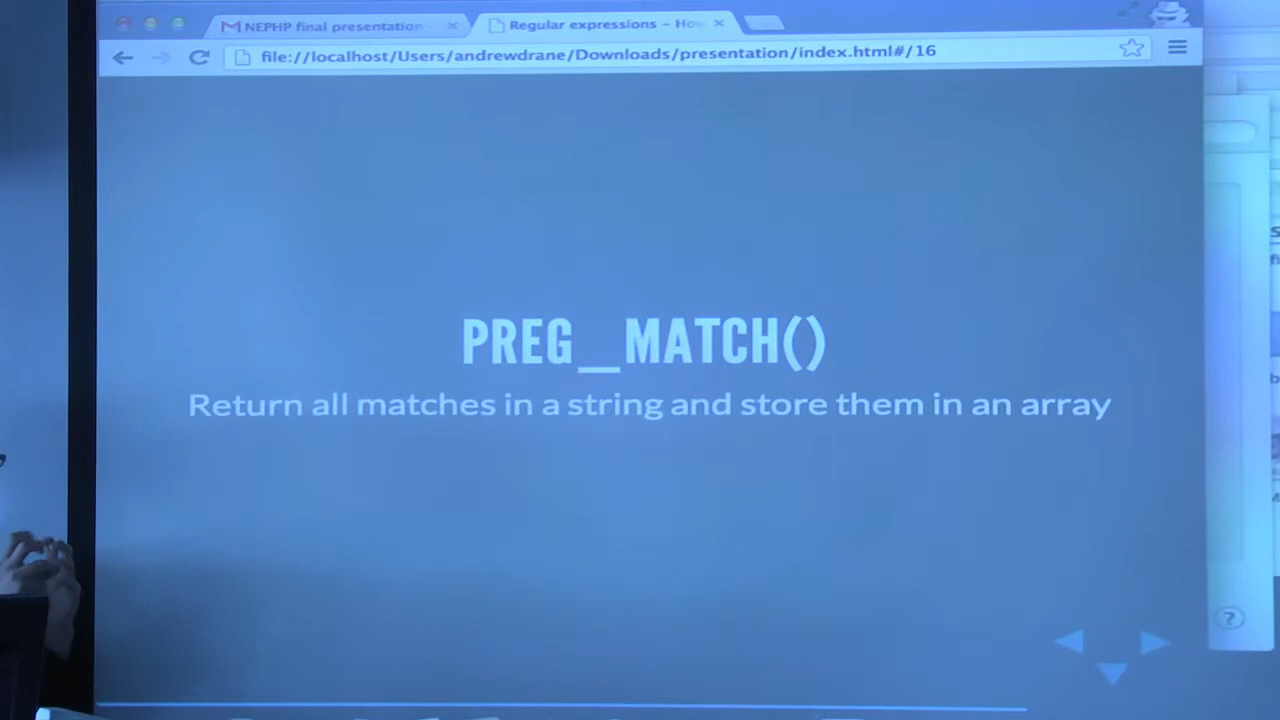 NEPHP final presentation
Regular expressions – How
file://localhost/Users/andrewdrane/Downloads/presentation/index.html#/16
PREG_MATCH()
Return all matches in a string and store them in an array
?